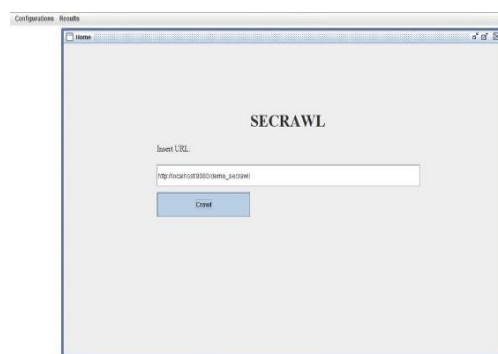 Configurations Results
Home
SECRAWL
Insert URL:
http://localhost:8080/demo_secrawl/
Crawl